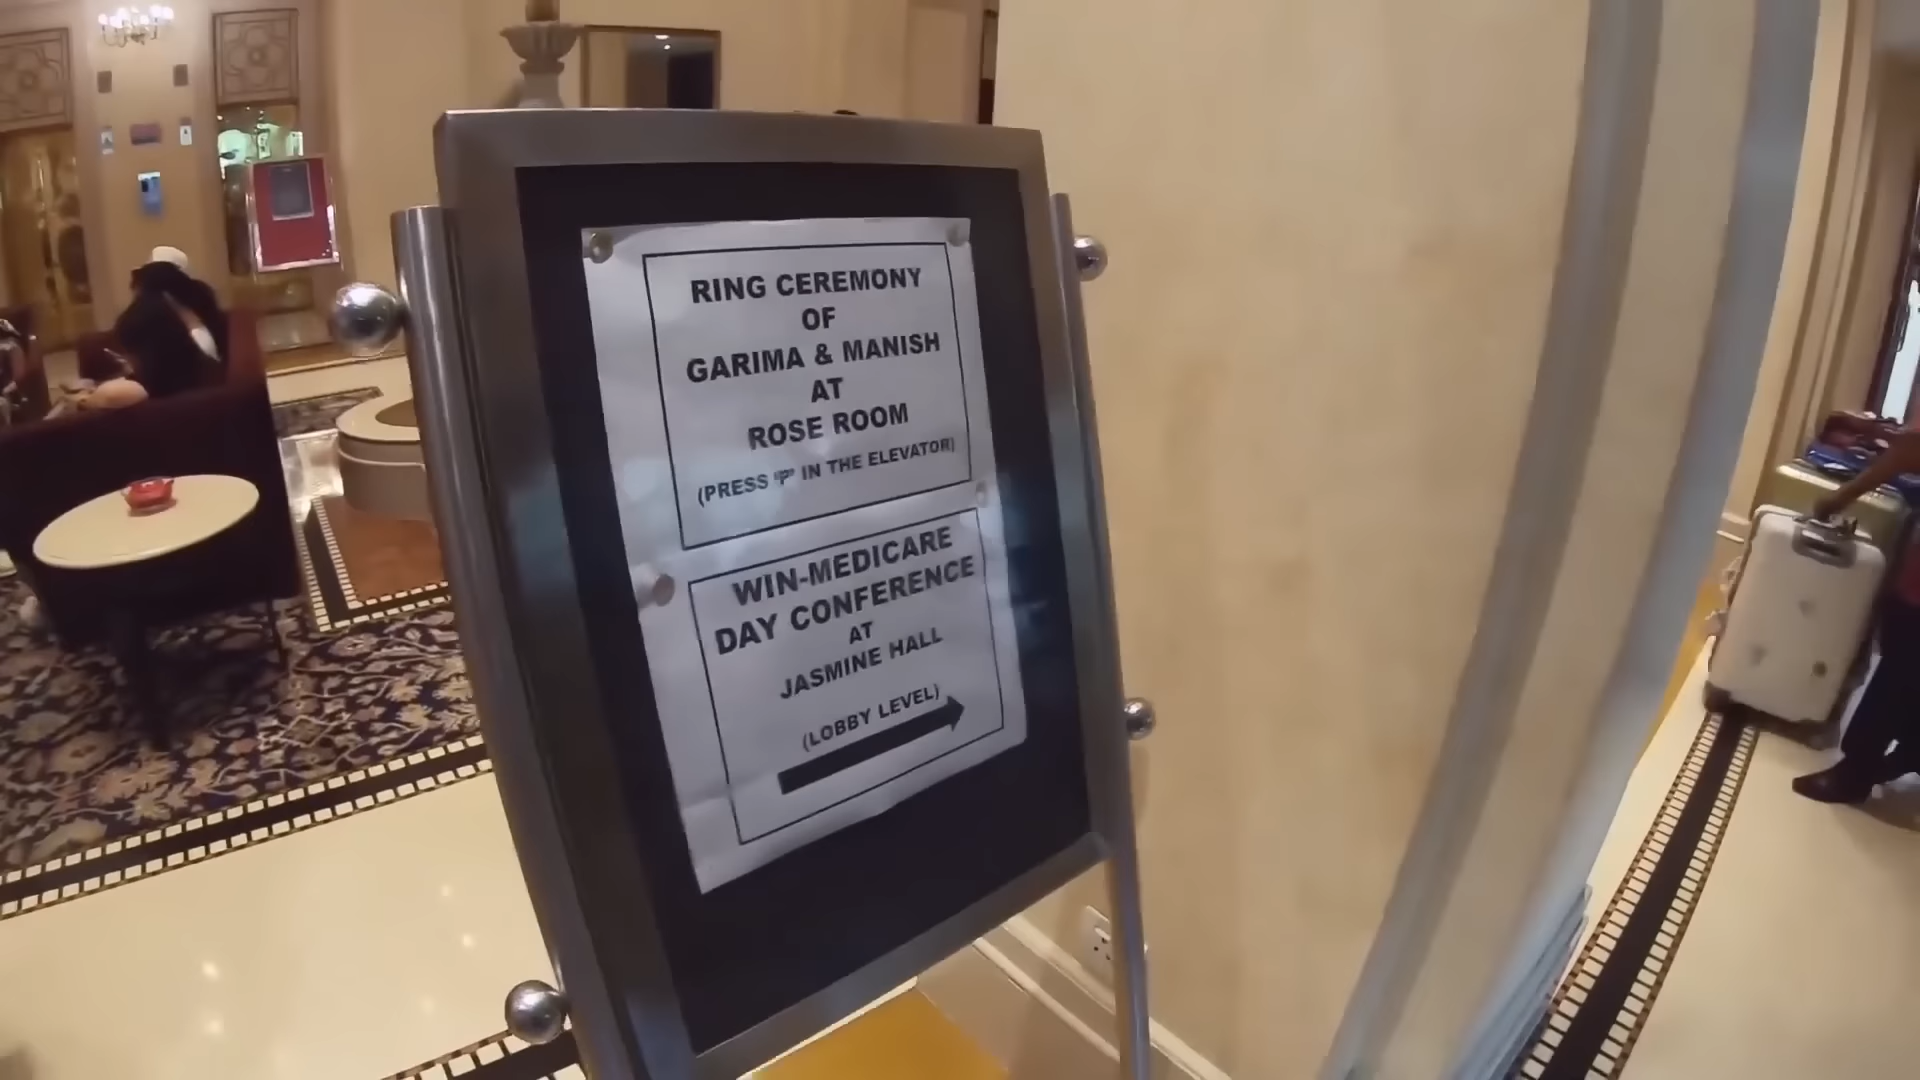 RING CEREMONY
OF
GARIMA & MANISH
AT
ROSE ROOM
(PRESS 'P' IN THE ELEVATOR)
WIN-MEDICARE
DAY CONFERENCE
AT
JASMINE HALL
(LOBBY LEVEL)